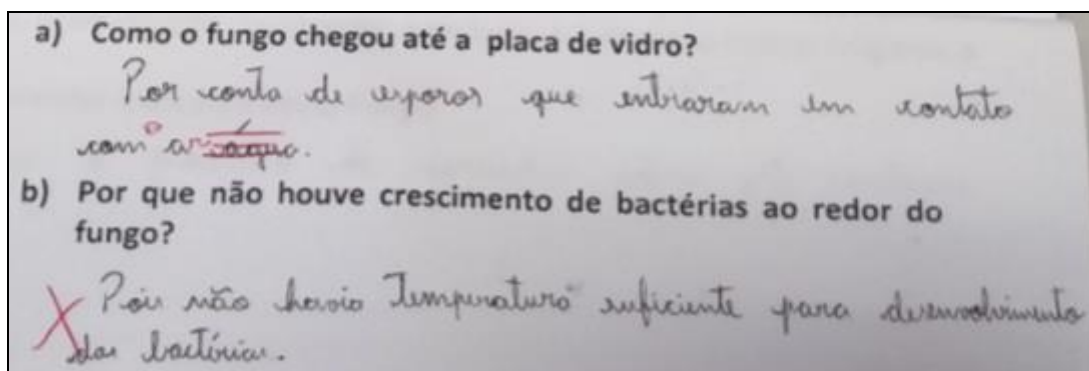 a) Como o fungo chegou até a placa de vidro?
Por conta de esporos que entraram em contato
com o ar água.
b) Por que não houve crescimento de bactérias ao redor do
fungo?
Pois não havia Temperatura suficiente para desenvolvimento
das bactérias.